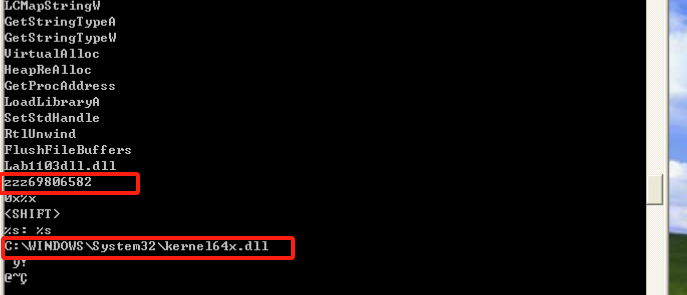 LCMapStringW
GetStringTypeA
GetStringTypeW
VirtualAlloc
HeapReAlloc
GetProcAddress
LoadLibraryA
SetStdHandle
RtlUnwind
FlushFileBuffers
Lab1103dll.dll
zzz69806582
0x%x
<SHIFT>
%s: %s
C:\WINDOWS\System32\kernel64x.dll
y!
@~Ç